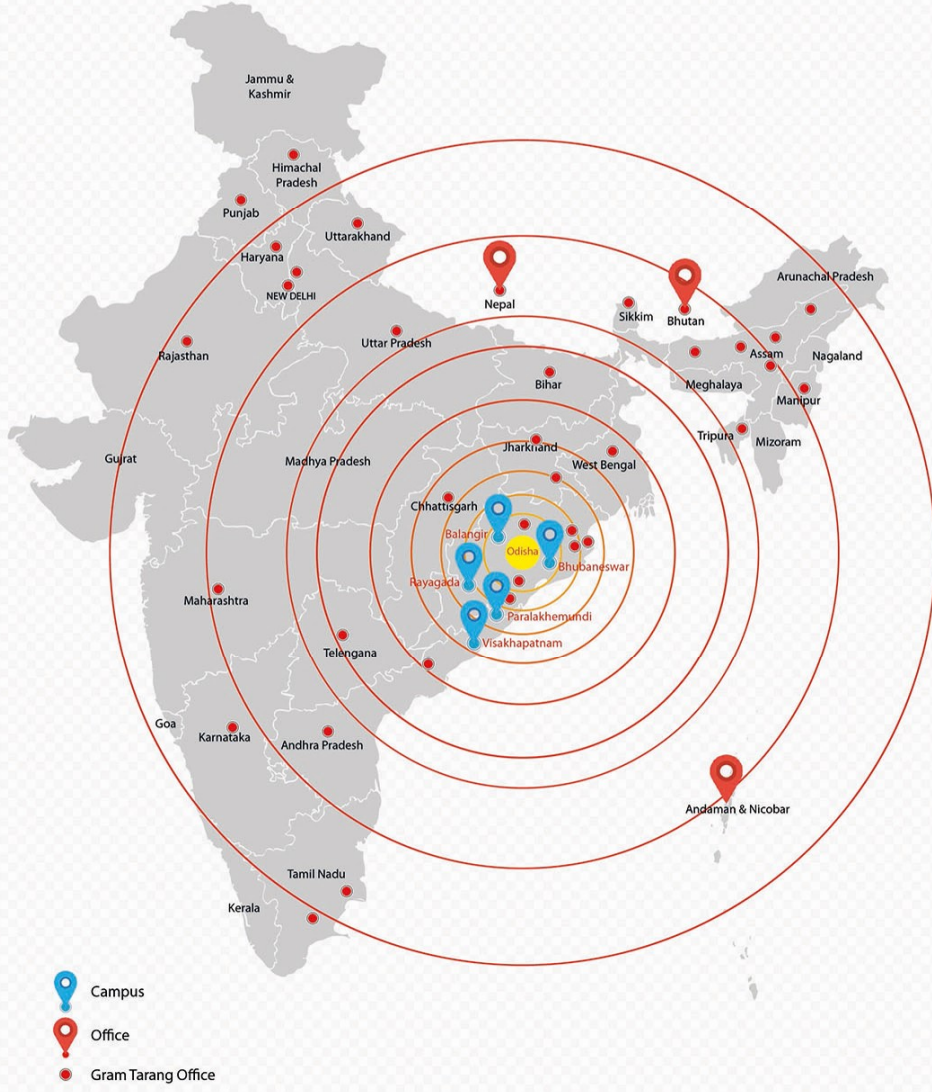 Jammu &
Kashmir
Himachal
Pradesh
Punjab
Uttarakhand
Haryana
NEW DELHI
Nepal
Arunachal Pradesh
Sikkim
Bhutan
Rajasthan
Uttar Pradesh
Assam
Nagaland
Bihar
Meghalaya
Manipur
Tripura
Mizoram
Gujrat
Madhya Pradesh
Jharkhand
West Bengal
Chhattisgarh
Balangir
Odisha
Bhubaneswar
Rayagada
Maharashtra
Paralakhemundi
Visakhapatnam
Telengana
Goa
Karnataka
Andhra Pradesh
Andaman & Nicobar
Tamil Nadu
Kerala
Campus
Office
Gram Tarang Office